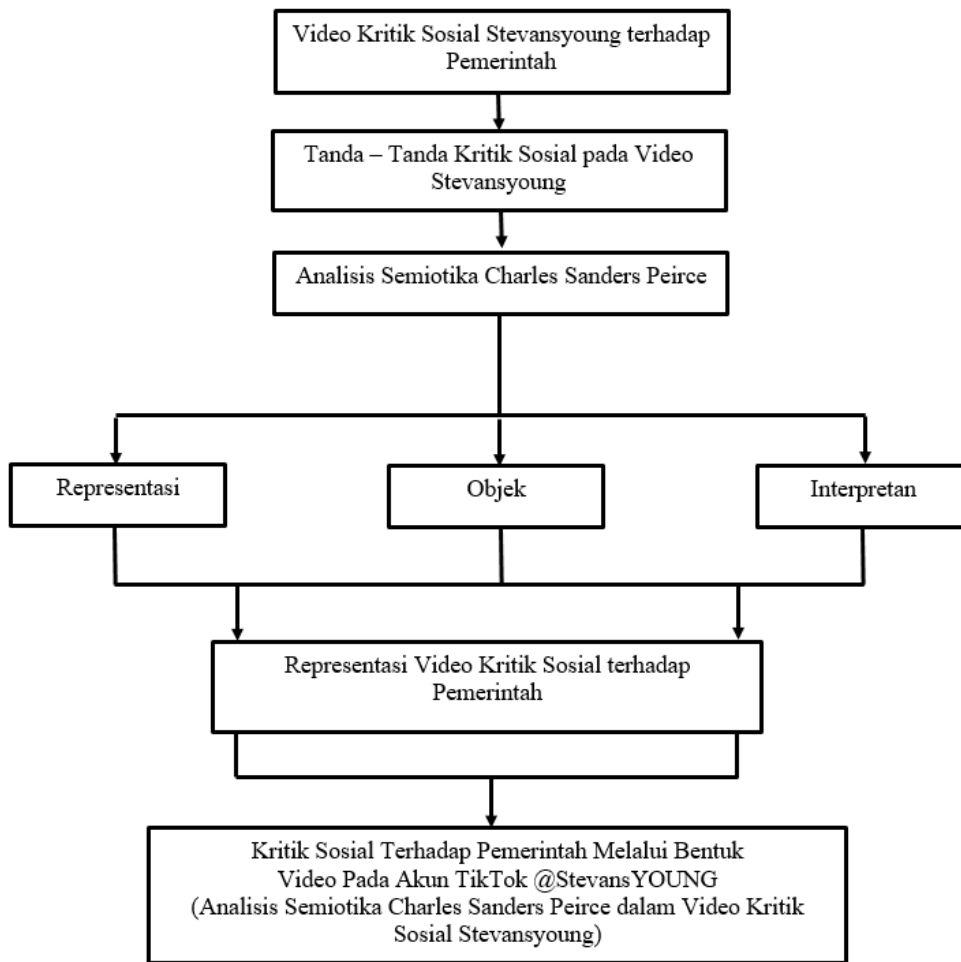 Video Kritik Sosial Stevansyoung terhadap
Pemerintah
Tanda – Tanda Kritik Sosial pada Video
Stevansyoung
Analisis Semiotika Charles Sanders Peirce
Representasi
Objek
Interpretan
Representasi Video Kritik Sosial terhadap
Pemerintah
Kritik Sosial Terhadap Pemerintah Melalui Bentuk
Video Pada Akun TikTok @StevansYOUNG
(Analisis Semiotika Charles Sanders Peirce dalam Video Kritik
Sosial Stevansyoung)